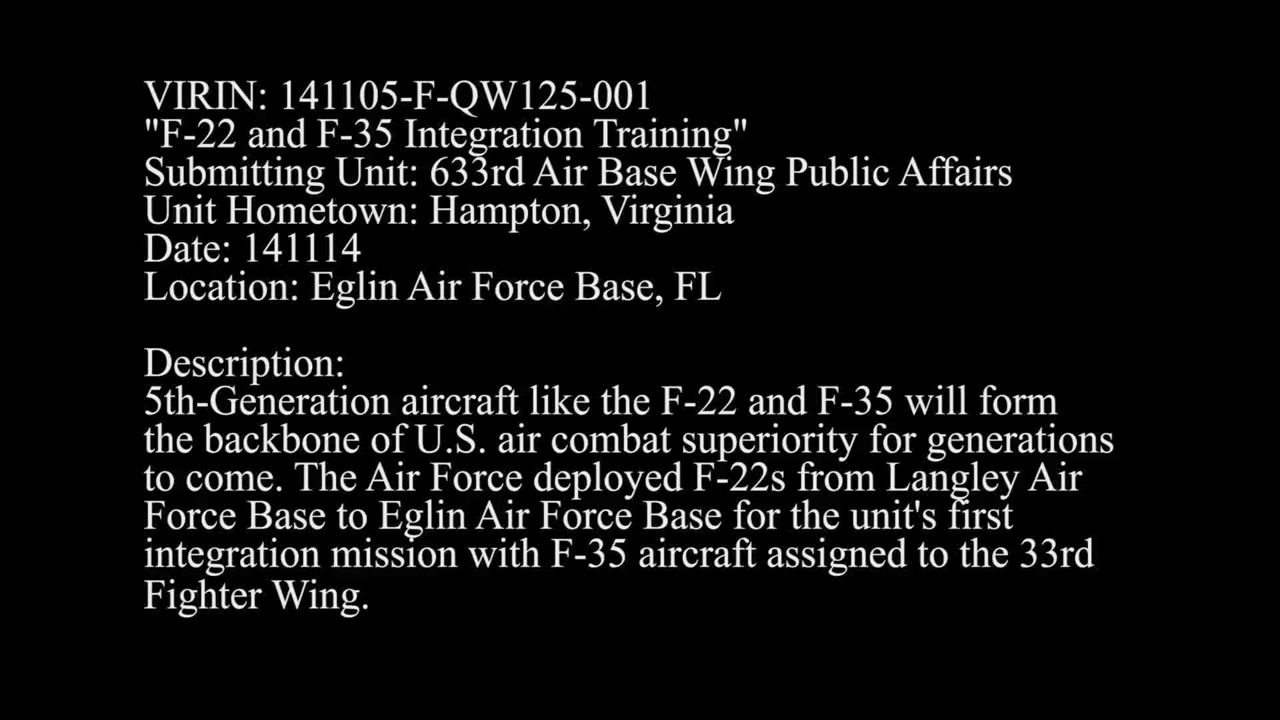 VIRIN: 141105-F-QW125-001
"F-22 and F-35 Integration Training"
Submitting Unit: 633rd Air Base Wing Public Affairs
Unit Hometown: Hampton, Virginia
Date: 141114
Location: Eglin Air Force Base, FL
Description:
5th-Generation aircraft like the F-22 and F-35 will form
the backbone of U.S. air combat superiority for generations
to come. The Air Force deployed F-22s from Langley Air
Force Base to Eglin Air Force Base for the unit's first
integration mission with F-35 aircraft assigned to the 33rd
Fighter Wing.